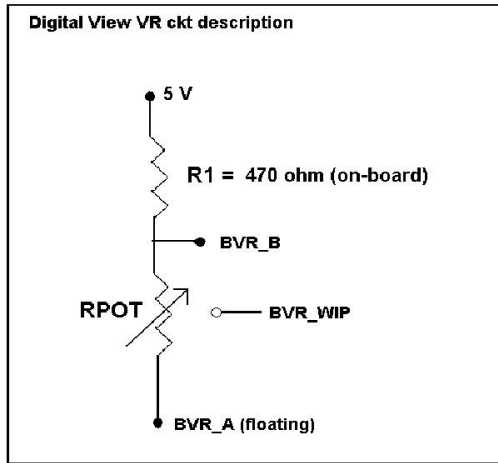 Digital View VR ckt description
5 V
R1 = 470 ohm (on-board)
BVR_B
RPOT
BVR_WIP
BVR_A (floating)